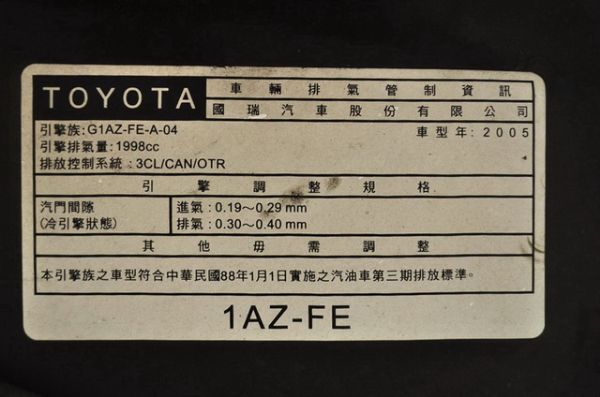 TOYOTA
車輛排氣管制資訊
國瑞汽車股份有限公司
引擎族:G1AZ-FE-A-04
車型年:2005
引擎排氣量:1998cc
排放控制系統:3CL/CAN/OTR
引擎調整規格
汽門間隙
(冷引擎狀態)
進氣:0.19~0.29 mm
排氣:0.30~0.40 mm
其他毋需調整
本引擎族之車型符合中華民國88年1月1日實施之汽油車第三期排放標準。
1AZ-FE